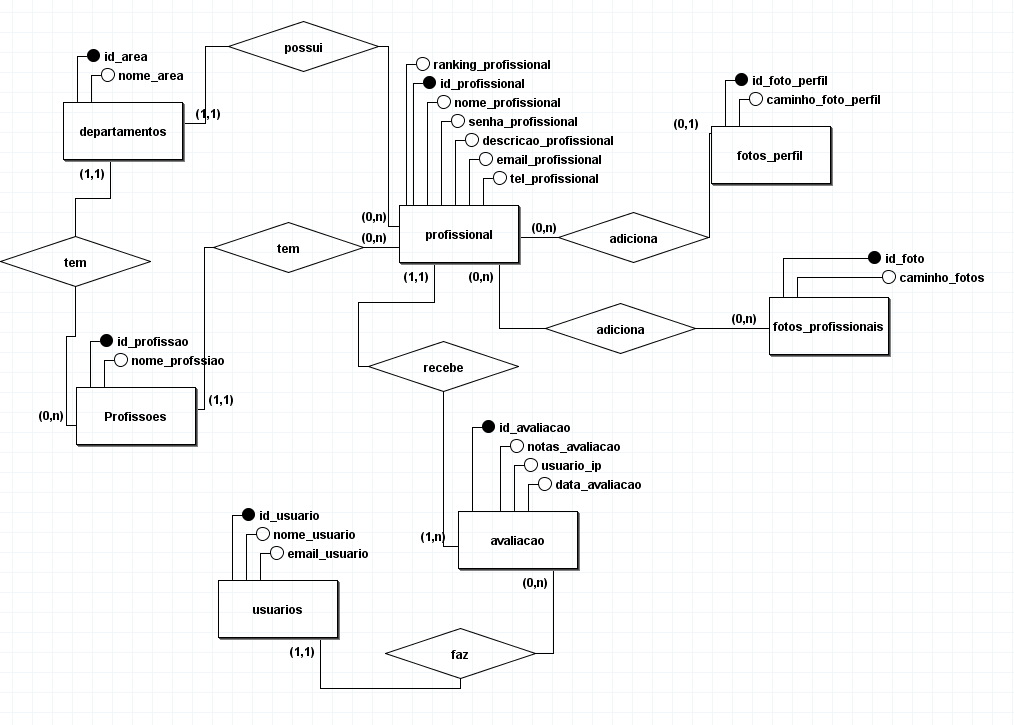 possui
id_area
nome_area
departamentos
(1,1)
(1,1)
ranking_profissional
id_profissional
nome_profissional
senha_profissional
descricao_profissional
email_profissional
tel_profissional
id_foto_perfil
caminho_foto_perfil
(0,1)
fotos_perfil
(0,n)
(0,n)
profissional
(0,n)
adiciona
tem
tem
(1,1)
(0,n)
id_foto
caminho_fotos
adiciona
(0,n)
fotos_profissionais
id_profissao
nome_profssiao
recebe
(0,n)
Profissoes
(1,1)
id_avaliacao
notas_avaliacao
usuario_ip
data_avaliacao
(1,n)
avaliacao
(0,n)
id_usuario
nome_usuario
email_usuario
usuarios
(1,1)
faz